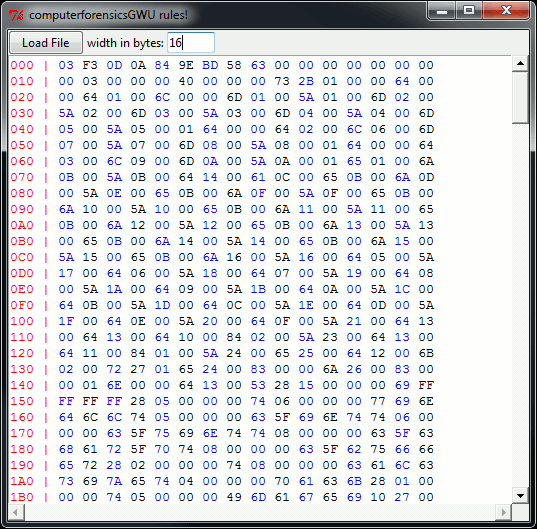 computerforensicsGWU rules!
Load File width in bytes: 16
000 | 03 F3 0D 0A 84 9E BD 58 63 00 00 00 00 00 00 00
010 | 00 03 00 00 00 40 00 00 00 73 2B 01 00 00 64 00
020 | 00 64 01 00 6C 00 00 6D 01 00 5A 01 00 6D 02 00
030 | 5A 02 00 6D 03 00 5A 03 00 6D 04 00 5A 04 00 6D
040 | 05 00 5A 05 00 01 64 00 00 64 02 00 6C 06 00 6D
050 | 07 00 5A 07 00 6D 08 00 5A 08 00 01 64 00 00 64
060 | 03 00 6C 09 00 6D 0A 00 5A 0A 00 01 65 01 00 6A
070 | 0B 00 5A 0B 00 64 14 00 61 0C 00 65 0B 00 6A 0D
080 | 00 5A 0E 00 65 0B 00 6A 0F 00 5A 0F 00 65 0B 00
090 | 6A 10 00 5A 10 00 65 0B 00 6A 11 00 5A 11 00 65
0A0 | 0B 00 6A 12 00 5A 12 00 65 0B 00 6A 13 00 5A 13
0B0 | 00 65 0B 00 6A 14 00 5A 14 00 65 0B 00 6A 15 00
0C0 | 5A 15 00 65 0B 00 6A 16 00 5A 16 00 64 05 00 5A
0D0 | 17 00 64 06 00 5A 18 00 64 07 00 5A 19 00 64 08
0E0 | 00 5A 1A 00 64 09 00 5A 1B 00 64 0A 00 5A 1C 00
0F0 | 64 0B 00 5A 1D 00 64 0C 00 5A 1E 00 64 0D 00 5A
100 | 1F 00 64 0E 00 5A 20 00 64 0F 00 5A 21 00 64 13
110 | 00 64 13 00 64 10 00 84 02 00 5A 23 00 64 13 00
120 | 64 11 00 84 01 00 5A 24 00 65 25 00 64 12 00 6B
130 | 02 00 72 27 01 65 24 00 83 00 00 6A 26 00 83 00
140 | 00 01 6E 00 00 64 13 00 53 28 15 00 00 00 69 FF
150 | FF FF FF 28 05 00 00 00 74 06 00 00 00 77 69 6E
160 | 64 6C 6C 74 05 00 00 00 63 5F 69 6E 74 74 06 00
170 | 00 00 63 5F 75 69 6E 74 74 08 00 00 00 63 5F 63
180 | 68 61 72 5F 70 74 08 00 00 00 63 5F 62 75 66 66
190 | 65 72 28 02 00 00 00 74 08 00 00 00 63 61 6C 63
1A0 | 73 69 7A 65 74 04 00 00 00 70 61 63 6B 28 01 00
1B0 | 00 00 74 05 00 00 00 49 6D 61 67 65 69 10 27 00